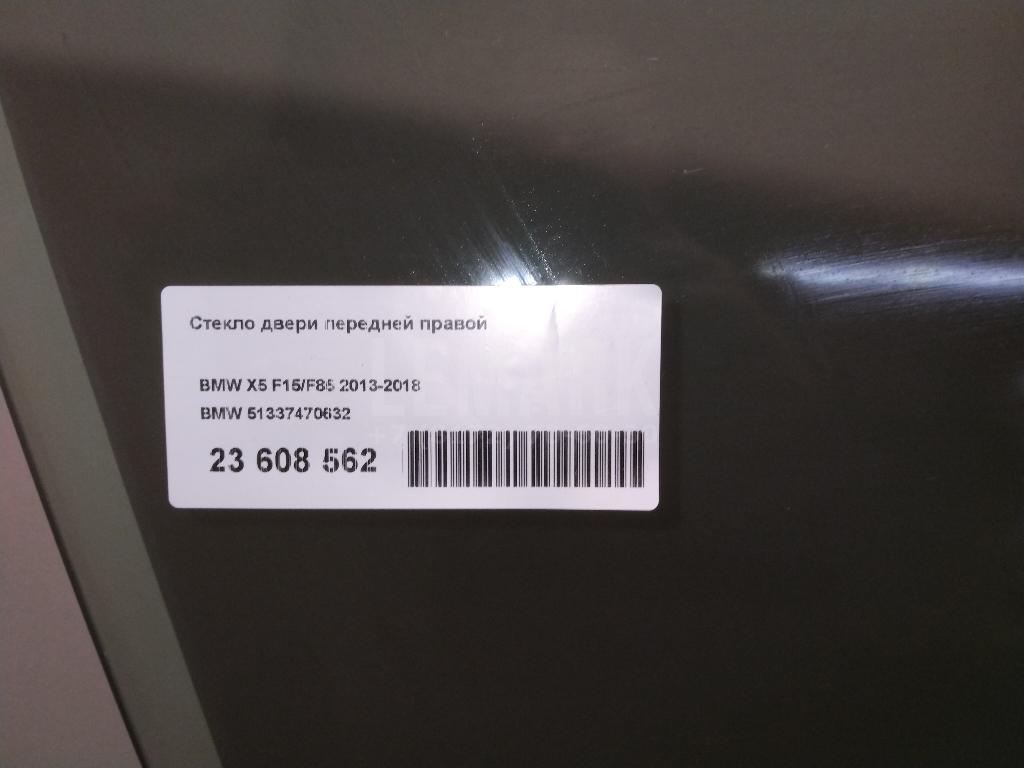 Стекло двери передней правой
BMW X5 F15/F85 2013-2018
BMW 51337470632
23 608 562